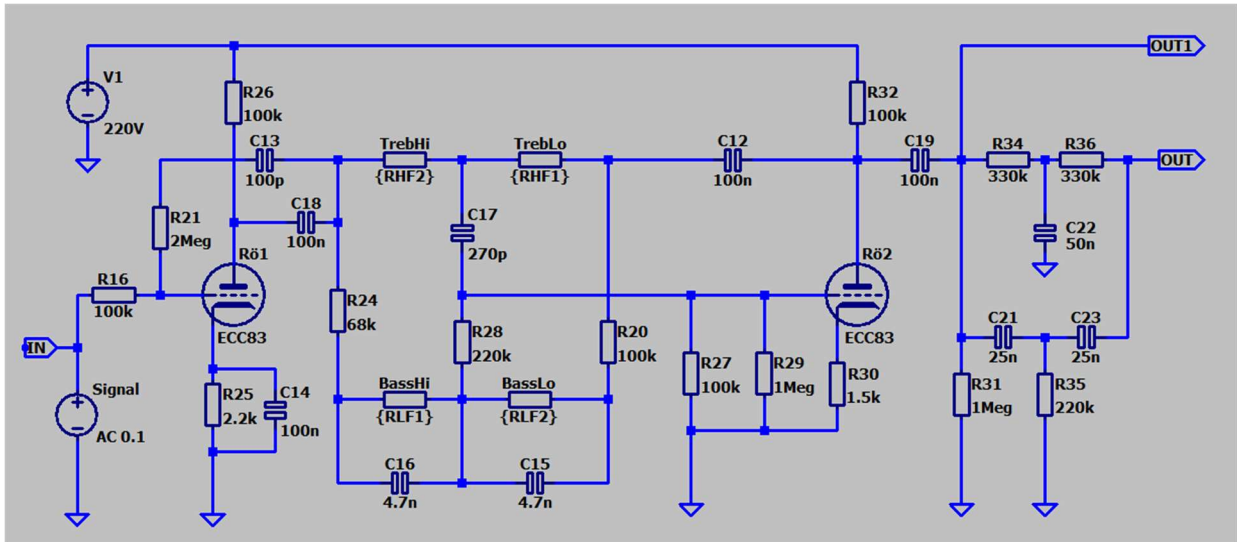 OUT1
V1
220V
R26
100k
R32
100k
C13
100p
TrebHi
{RHF2}
TrebLo
{RHF1}
C12
100n
C19
100n
R34
330k
R36
330k
OUT
R21
2Meg
C18
100n
C17
270p
C22
50n
Rö1
ECC83
Rö2
ECC83
R16
100k
R24
68k
R28
220k
R20
100k
IN
C21
25n
C23
25n
R27
100k
R29
1Meg
R30
1.5k
R31
1Meg
R35
220k
Signal
AC 0.1
R25
2.2k
C14
100n
BassHi
{RLF1}
BassLo
{RLF2}
C16
4.7n
C15
4.7n